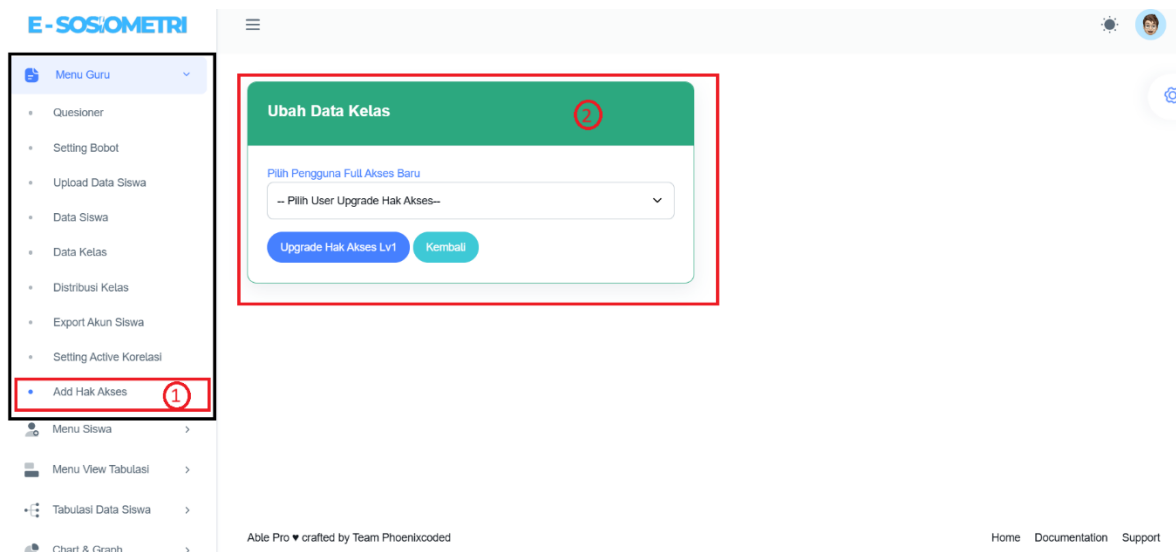 E - SOSIOMETRI
Menu Guru
Quesioner
Setting Bobot
Upload Data Siswa
Data Siswa
Data Kelas
Distribusi Kelas
Export Akun Siswa
Setting Active Korelasi
Add Hak Akses
1
Menu Siswa
Menu View Tabulasi
Tabulasi Data Siswa
Chart & Graph
Ubah Data Kelas
2
Pilih Pengguna Full Akses Baru
-- Pilih User Upgrade Hak Akses--
Upgrade Hak Akses Lv1
Kembali
Able Pro ♥ crafted by Team Phoenixcoded
Home Documentation Support